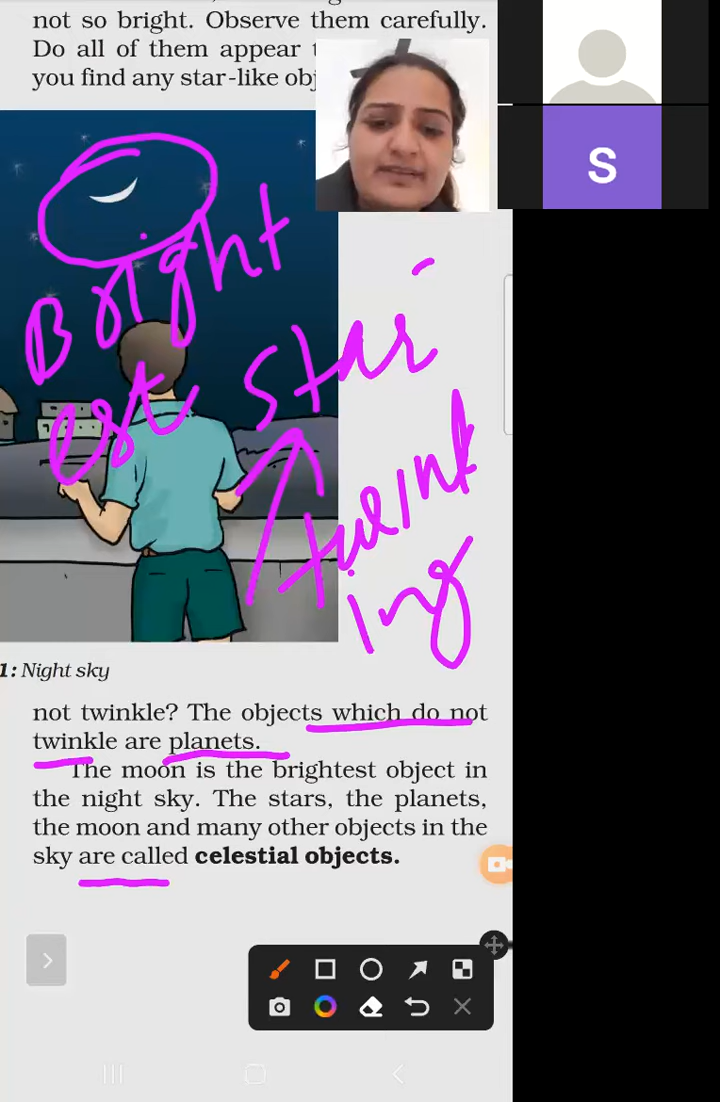 not so bright. Observe them carefully.
Do all of them appear t
you find any star-like obj
S
Bright
est
star
twint
ing
1: Night sky
not twinkle? The objects which do not
twinkle are planets.
The moon is the brightest object in
the night sky. The stars, the planets,
the moon and many other objects in the
sky are called celestial objects.